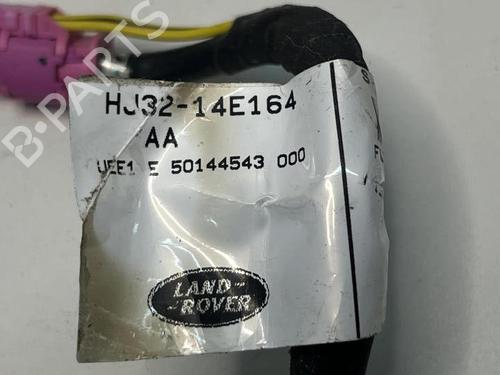 HJ32-14E164
AA
UEE1 E 50144543 000
LAND-
-ROVER
B-PARTS